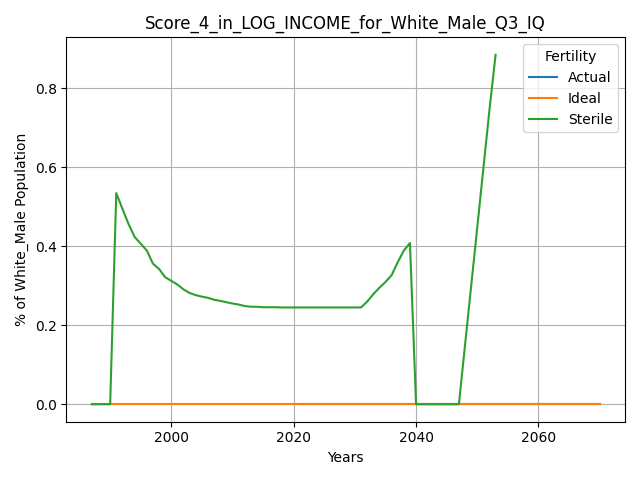 Score_4_in_LOG_INCOME_for_White_Male_Q3_IQ
% of White_Male Population
0.8
0.6
0.4
0.2
0.0
Fertility
Actual
Ideal
Sterile
2000 2020 2040 2060
Years